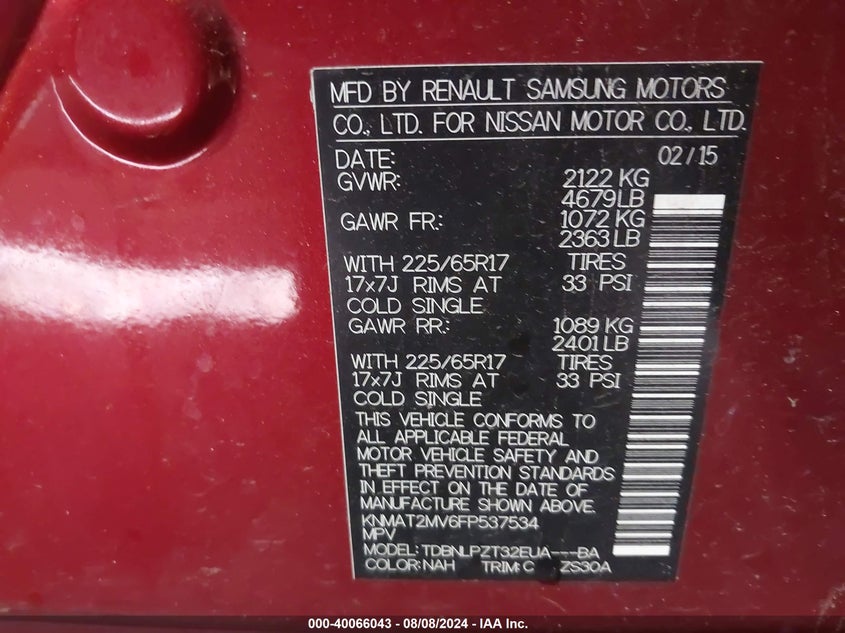 MFD BY RENAULT SAMSUNG MOTORS
CO., LTD. FOR NISSAN MOTOR CO., LTD.
DATE: 02/15
GVWR: 2122 KG
4679 LB
GAWR FR.: 1072 KG
2363 LB
WITH 225/65R17 TIRES
17x7J RIMS AT 33 PSI
COLD SINGLE
GAWR RR.: 1089 KG
2401 LB
WITH 225/65R17 TIRES
17x7J RIMS AT 33 PSI
COLD SINGLE
THIS VEHICLE CONFORMS TO
ALL APPLICABLE FEDERAL
MOTOR VEHICLE SAFETY AND
THEFT PREVENTION STANDARDS
IN EFFECT ON THE DATE OF
MANUFACTURE SHOWN ABOVE.
KNMAT2MV6FP537534
MPV
MODEL: TDBNLPZT32EUA---BA
COLOR: NAH TRIM: C ZS30A
000-40066043 - 08/08/2024 - IAA Inc.